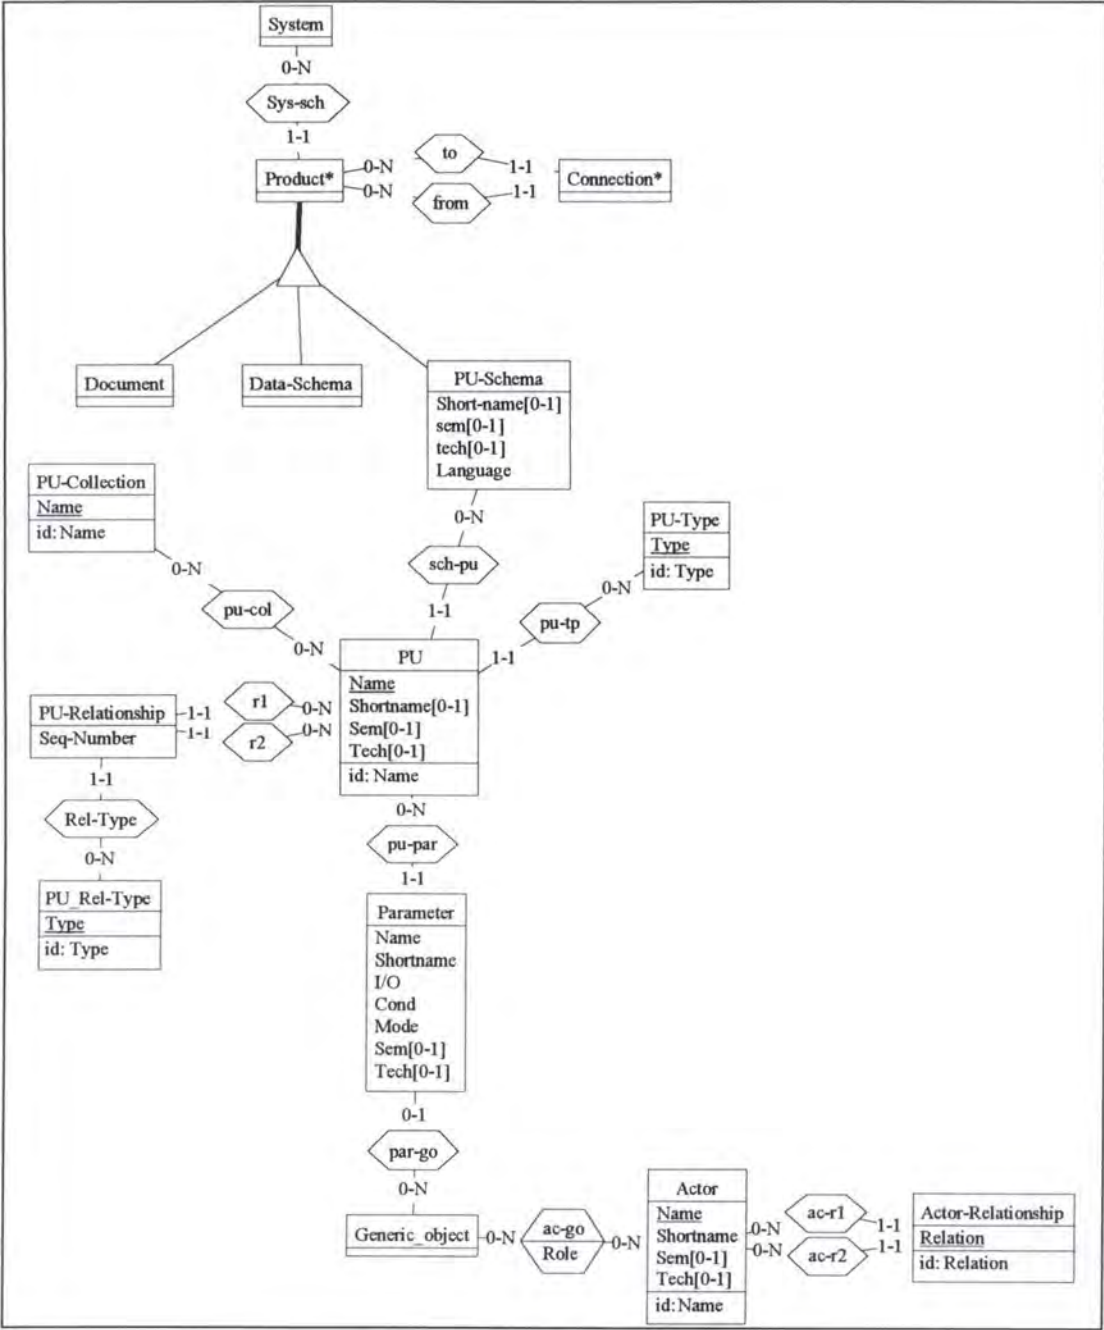 System
0-N
Sys-sch
1-1
Product*
0-N
to
1-1
0-N
from
1-1
Connection*
Document
Data-Schema
PU-Schema
Short-name[0-1]
sem[0-1]
tech[0-1]
Language
PU-Collection
Name
id: Name
0-N
sch-pu
1-1
PU-Type
Type
id: Type
0-N
pu-col
0-N
0-N
pu-tp
1-1
PU
Name
Shortname[0-1]
Sem[0-1]
Tech[0-1]
id: Name
PU-Relationship
Seq-Number
1-1
r1
0-N
1-1
r2
0-N
1-1
Rel-Type
0-N
PU_Rel-Type
Type
id: Type
0-N
pu-par
1-1
Parameter
Name
Shortname
I/O
Cond
Mode
Sem[0-1]
Tech[0-1]
0-1
par-go
0-N
Generic_object
0-N
ac-go
Role
0-N
Actor
Name
Shortname
Sem[0-1]
Tech[0-1]
id: Name
0-N
ac-r1
1-1
0-N
ac-r2
1-1
Actor-Relationship
Relation
id: Relation